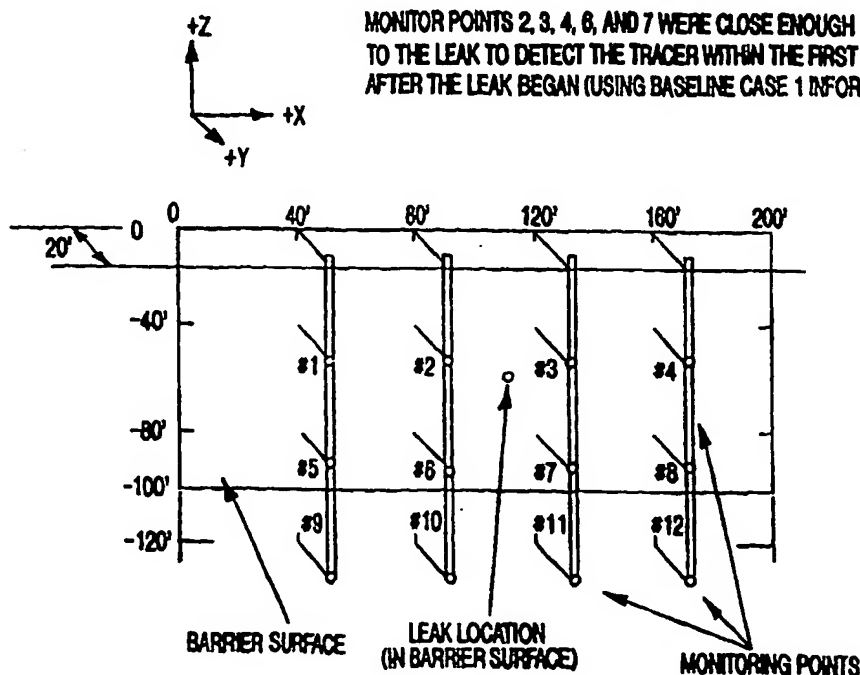 MONITOR POINTS 2, 3, 4, 6, AND 7 WERE CLOSE ENOUGH
TO THE LEAK TO DETECT THE TRACER WITHIN THE FIRST
AFTER THE LEAK BEGAN (USING BASELINE CASE 1 INFOR
+Z
+X
+Y
0 40' 80' 120' 160' 200'
0
20'
-40'
#1 #2 #3 #4
-80'
#5 #6 #7 #8
-100'
-120'
#9 #10 #11 #12
BARRIER SURFACE
LEAK LOCATION
(IN BARRIER SURFACE)
MONITORING POINTS